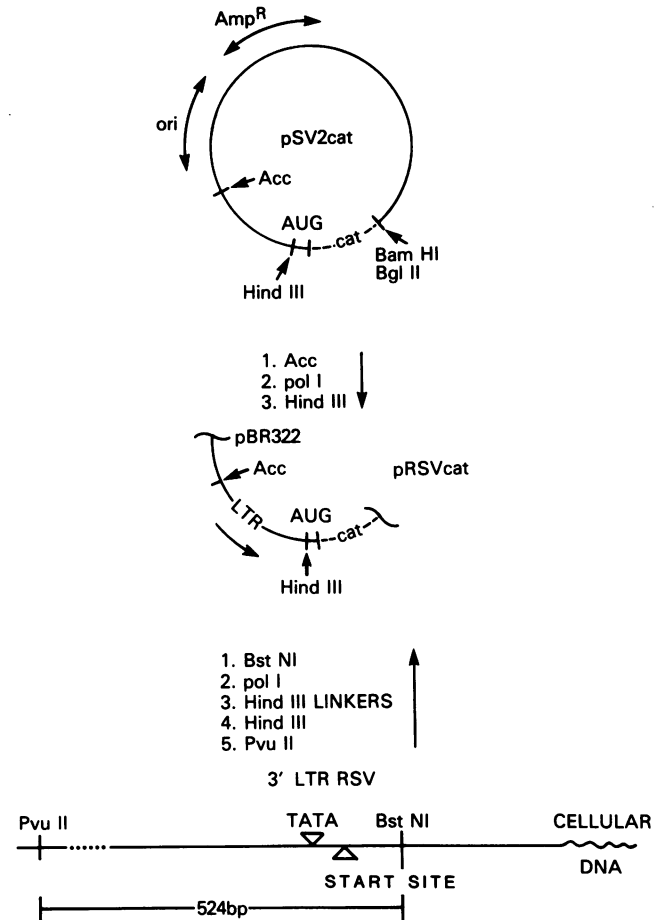 Amp^R
ori
pSV2cat
Acc
AUG
cat
Bam HI
Bgl II
Hind III
1. Acc
2. pol I
3. Hind III
pBR322
Acc
pRSVcat
LTR
AUG
cat
Hind III
1. Bst NI
2. pol I
3. Hind III LINKERS
4. Hind III
5. Pvu II
3' LTR RSV
Pvu II
TATA
Bst NI
CELLULAR
DNA
START SITE
524bp